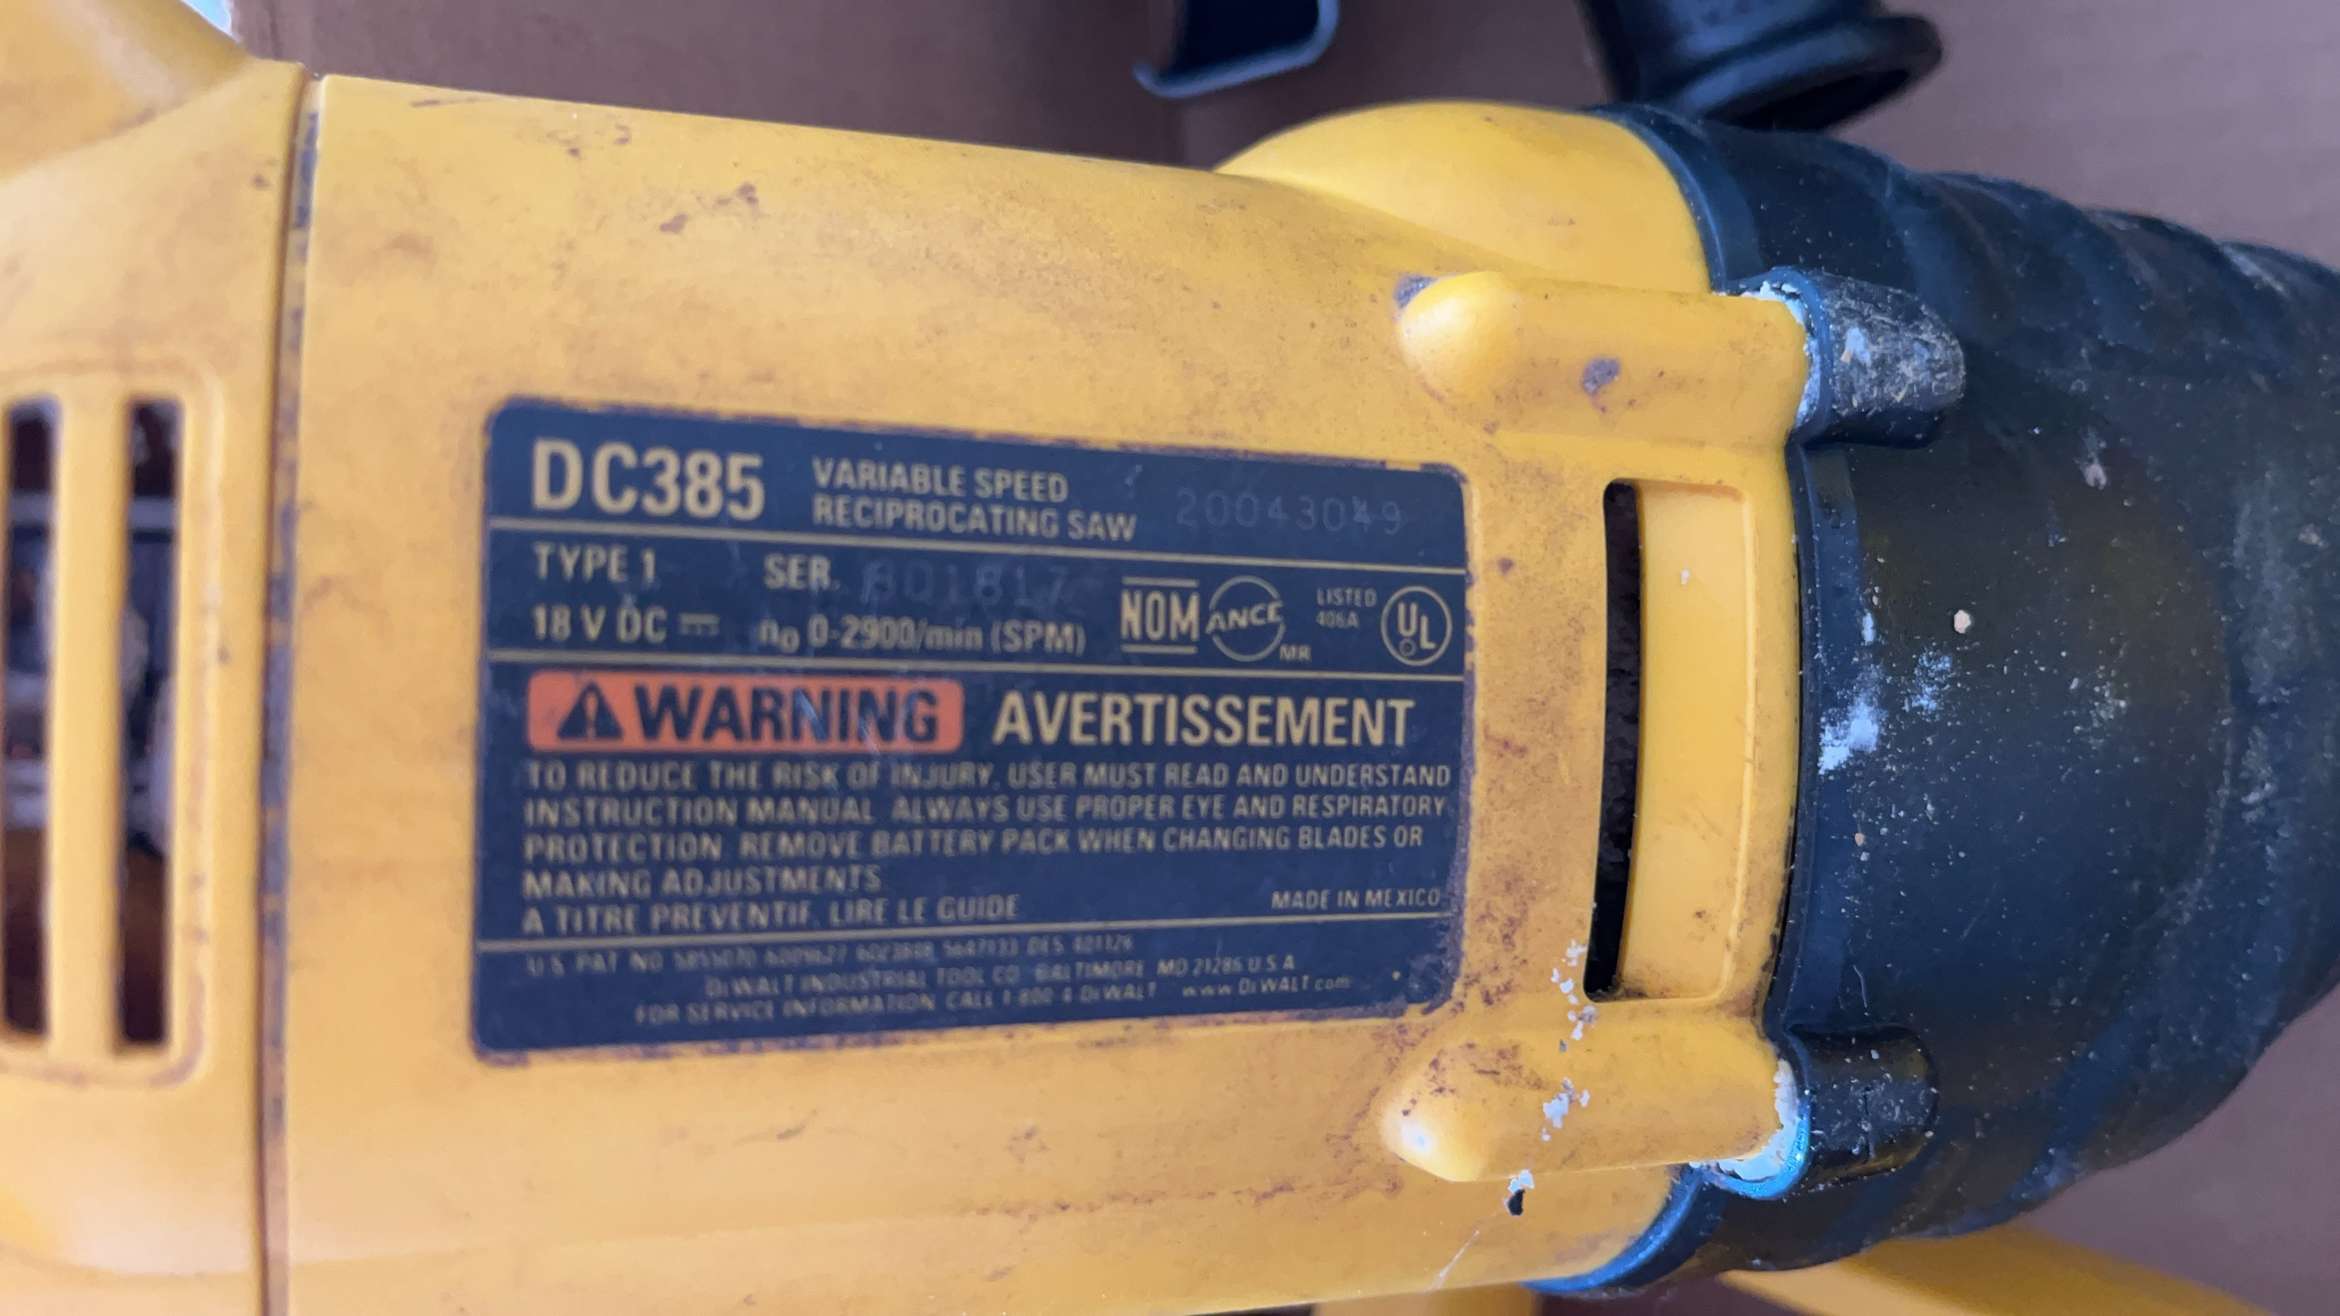 DC385 VARIABLE SPEED
RECIPROCATING SAW 20043049
TYPE 1 SER. 801817
18 V DC n₀ 0-2900/min (SPM)
NOM ANCE MR
LISTED
406A
UL
WARNING AVERTISSEMENT
TO REDUCE THE RISK OF INJURY, USER MUST READ AND UNDERSTAND
INSTRUCTION MANUAL. ALWAYS USE PROPER EYE AND RESPIRATORY
PROTECTION. REMOVE BATTERY PACK WHEN CHANGING BLADES OR
MAKING ADJUSTMENTS.
A TITRE PREVENTIF, LIRE LE GUIDE
MADE IN MEXICO
U.S. PAT NO
DEWALT INDUSTRIAL TOOL CO. BALTIMORE, MD 21286 U.S.A.
FOR SERVICE INFORMATION CALL 1-800-4-DEWALT www.DEWALT.com